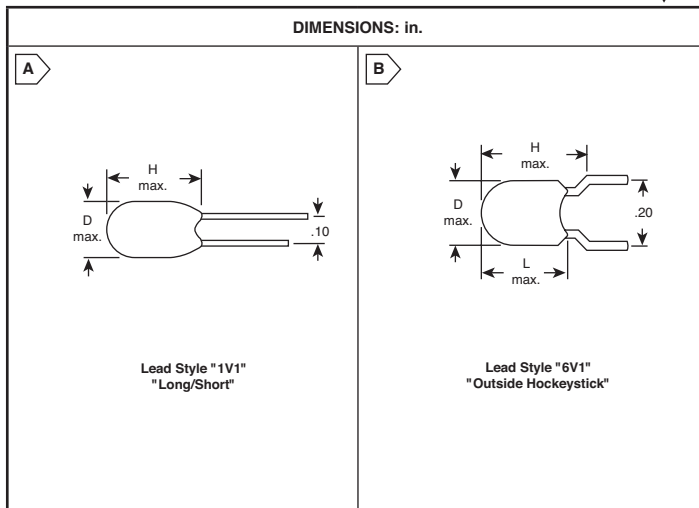 DIMENSIONS: in.
A
H
max.
D
max.
.10
Lead Style "1V1"
"Long/Short"
B
H
max.
D
max.
.20
L
max.
Lead Style "6V1"
"Outside Hockeystick"